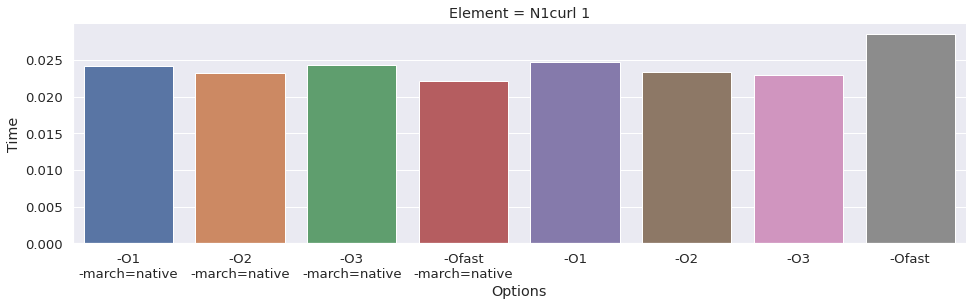 Element = N1curl 1
Time
0.025
0.020
0.015
0.010
0.005
0.000
-O1 -O2 -O3 -Ofast -O1 -O2 -O3 -Ofast
-march=native -march=native -march=native -march=native
Options